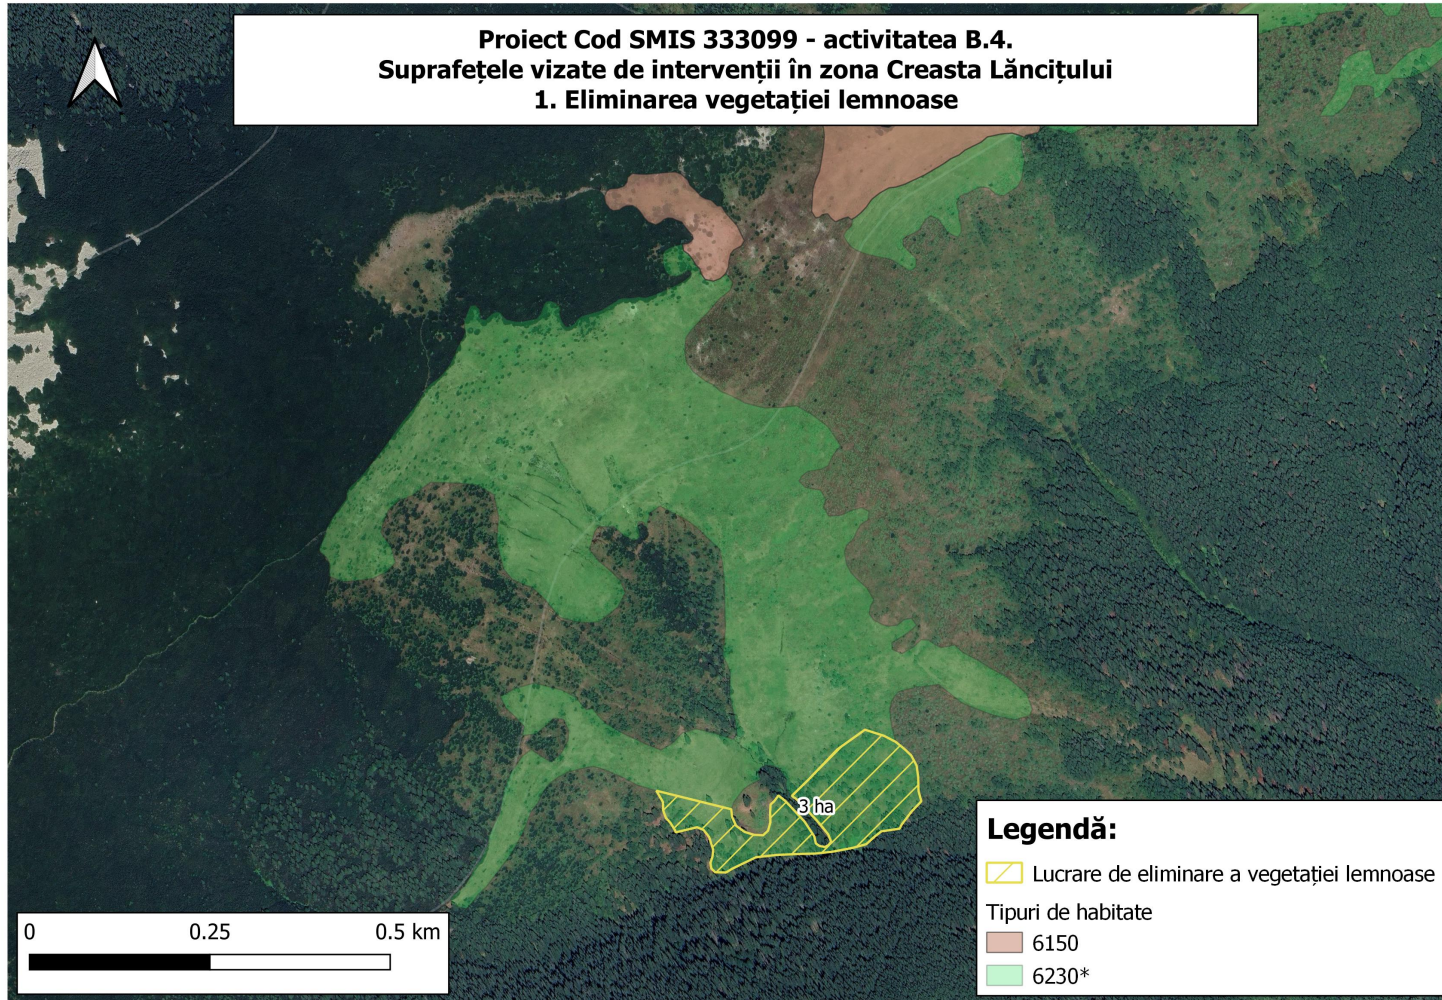 Proiect Cod SMIS 333099 - activitatea B.4.
Suprafețele vizate de intervenții în zona Creasta Lăncițului
1. Eliminarea vegetației lemnoase
3 ha
Legendă:
Lucrare de eliminare a vegetației lemnoase
Tipuri de habitate
6150
6230*
0 0.25 0.5 km